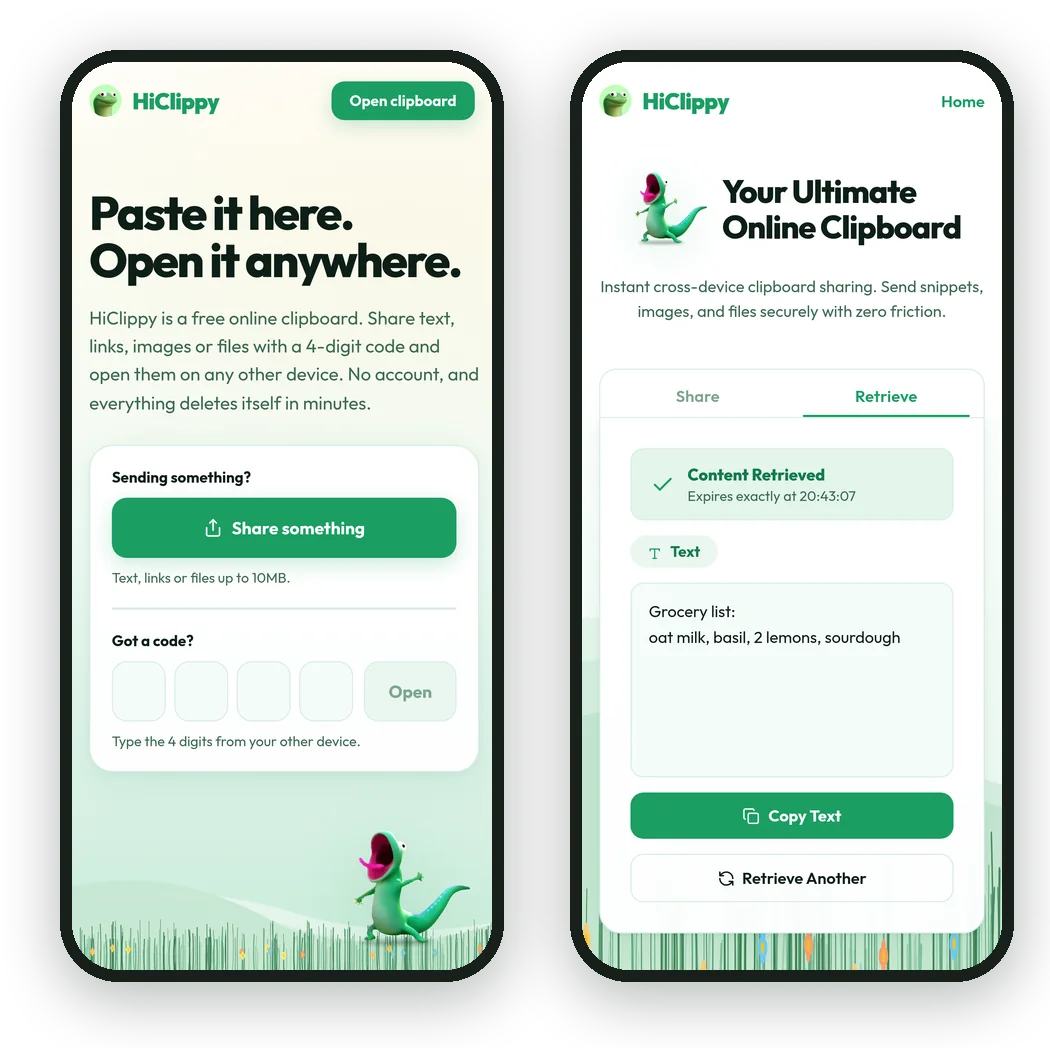 HiClippy
Open clipboard
Paste it here.
Open it anywhere.
HiClippy is a free online clipboard. Share text,
links, images or files with a 4-digit code and
open them on any other device. No account, and
everything deletes itself in minutes.
Sending something?
Share something
Text, links or files up to 10MB.
Got a code?
Open
Type the 4 digits from your other device.
HiClippy
Home
Your Ultimate
Online Clipboard
Instant cross-device clipboard sharing. Send snippets,
images, and files securely with zero friction.
Share
Retrieve
Content Retrieved
Expires exactly at 20:43:07
T Text
Grocery list:
oat milk, basil, 2 lemons, sourdough
Copy Text
Retrieve Another